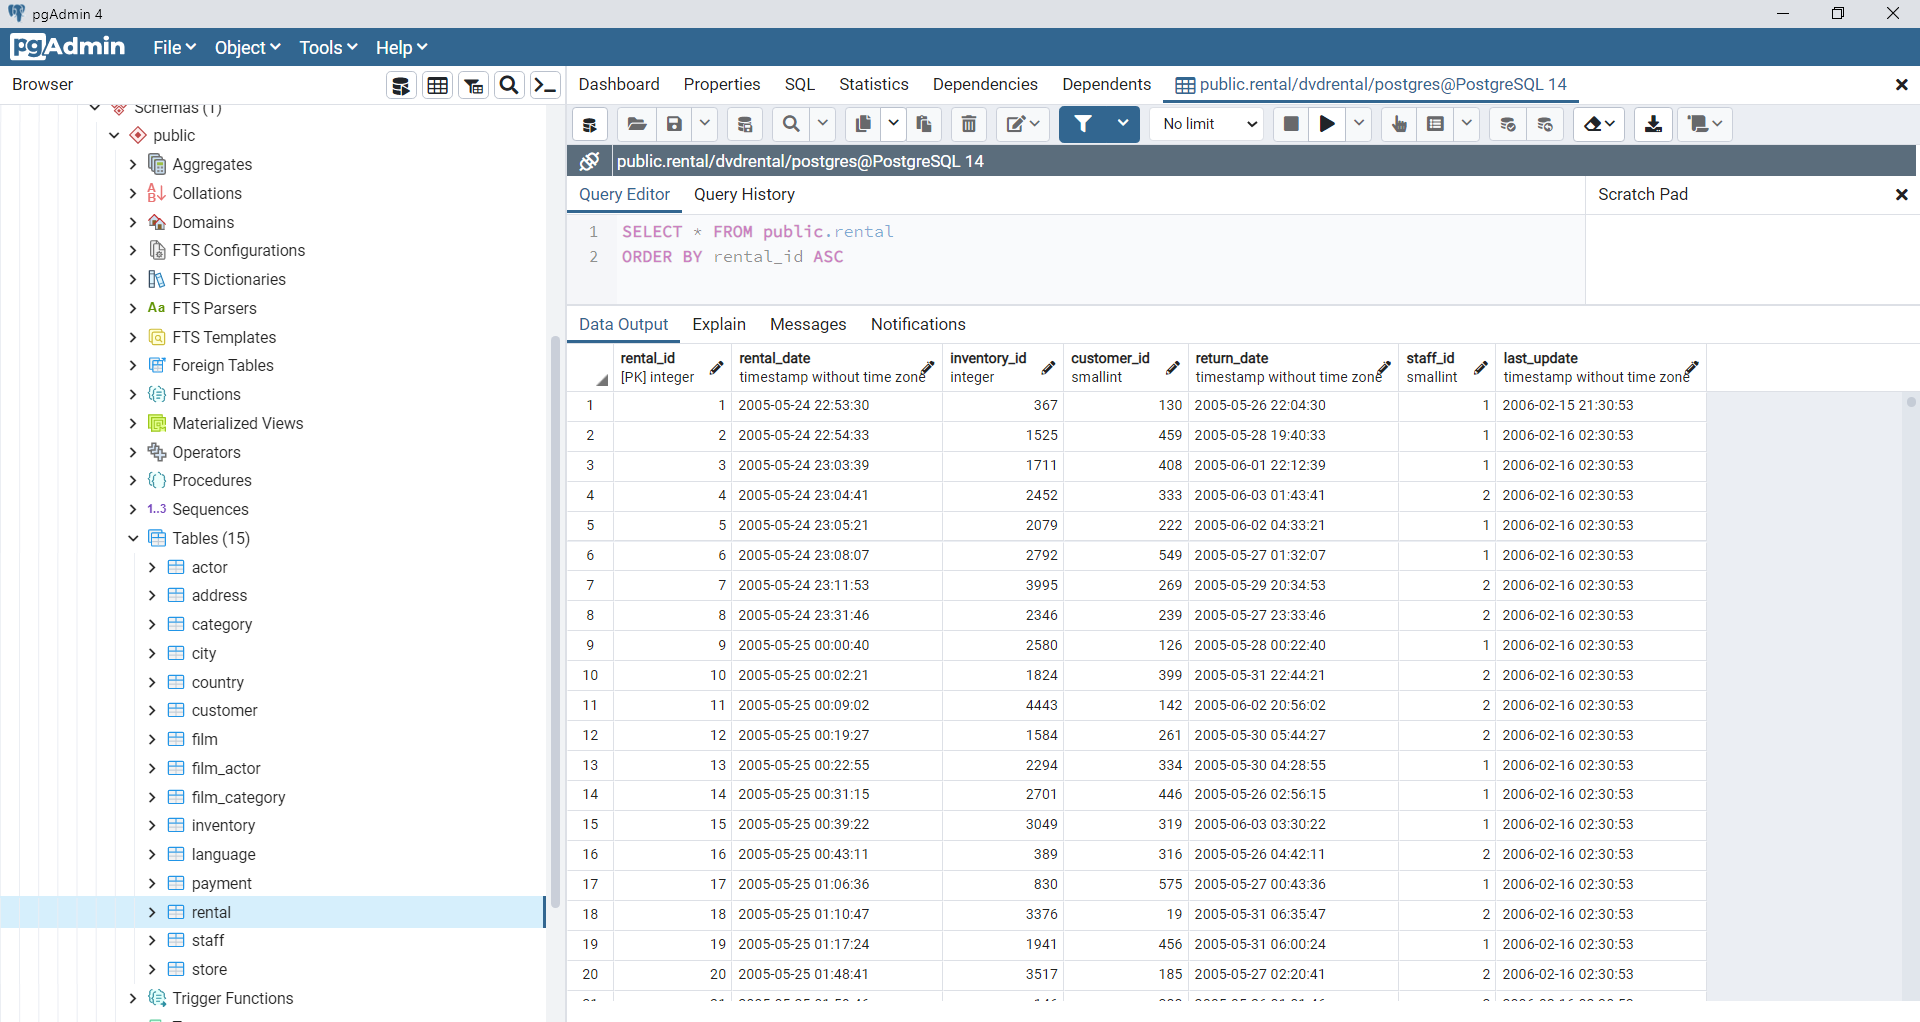 pgAdmin 4
pgAdmin File Object Tools Help
Browser
Dashboard Properties SQL Statistics Dependencies Dependents public.rental/dvdrental/postgres@PostgreSQL 14
No limit
public.rental/dvdrental/postgres@PostgreSQL 14
Query Editor Query History Scratch Pad
1 SELECT * FROM public.rental
2 ORDER BY rental_id ASC
Data Output Explain Messages Notifications
Schemas (1)
public
Aggregates
Collations
Domains
FTS Configurations
FTS Dictionaries
Aa FTS Parsers
FTS Templates
Foreign Tables
Functions
Materialized Views
Operators
Procedures
1..3 Sequences
Tables (15)
actor
address
category
city
country
customer
film
film_actor
film_category
inventory
language
payment
rental
staff
store
Trigger Functions
rental_id rental_date inventory_id customer_id return_date staff_id last_update
[PK] integer timestamp without time zone integer smallint timestamp without time zone smallint timestamp without time zone
1 1 2005-05-24 22:53:30 367 130 2005-05-26 22:04:30 1 2006-02-15 21:30:53
2 2 2005-05-24 22:54:33 1525 459 2005-05-28 19:40:33 1 2006-02-16 02:30:53
3 3 2005-05-24 23:03:39 1711 408 2005-06-01 22:12:39 1 2006-02-16 02:30:53
4 4 2005-05-24 23:04:41 2452 333 2005-06-03 01:43:41 2 2006-02-16 02:30:53
5 5 2005-05-24 23:05:21 2079 222 2005-06-02 04:33:21 1 2006-02-16 02:30:53
6 6 2005-05-24 23:08:07 2792 549 2005-05-27 01:32:07 1 2006-02-16 02:30:53
7 7 2005-05-24 23:11:53 3995 269 2005-05-29 20:34:53 2 2006-02-16 02:30:53
8 8 2005-05-24 23:31:46 2346 239 2005-05-27 23:33:46 2 2006-02-16 02:30:53
9 9 2005-05-25 00:00:40 2580 126 2005-05-28 00:22:40 1 2006-02-16 02:30:53
10 10 2005-05-25 00:02:21 1824 399 2005-05-31 22:44:21 2 2006-02-16 02:30:53
11 11 2005-05-25 00:09:02 4443 142 2005-06-02 20:56:02 2 2006-02-16 02:30:53
12 12 2005-05-25 00:19:27 1584 261 2005-05-30 05:44:27 2 2006-02-16 02:30:53
13 13 2005-05-25 00:22:55 2294 334 2005-05-30 04:28:55 1 2006-02-16 02:30:53
14 14 2005-05-25 00:31:15 2701 446 2005-05-26 02:56:15 1 2006-02-16 02:30:53
15 15 2005-05-25 00:39:22 3049 319 2005-06-03 03:30:22 1 2006-02-16 02:30:53
16 16 2005-05-25 00:43:11 389 316 2005-05-26 04:42:11 2 2006-02-16 02:30:53
17 17 2005-05-25 01:06:36 830 575 2005-05-27 00:43:36 1 2006-02-16 02:30:53
18 18 2005-05-25 01:10:47 3376 19 2005-05-31 06:35:47 2 2006-02-16 02:30:53
19 19 2005-05-25 01:17:24 1941 456 2005-05-31 06:00:24 1 2006-02-16 02:30:53
20 20 2005-05-25 01:48:41 3517 185 2005-05-27 02:20:41 2 2006-02-16 02:30:53